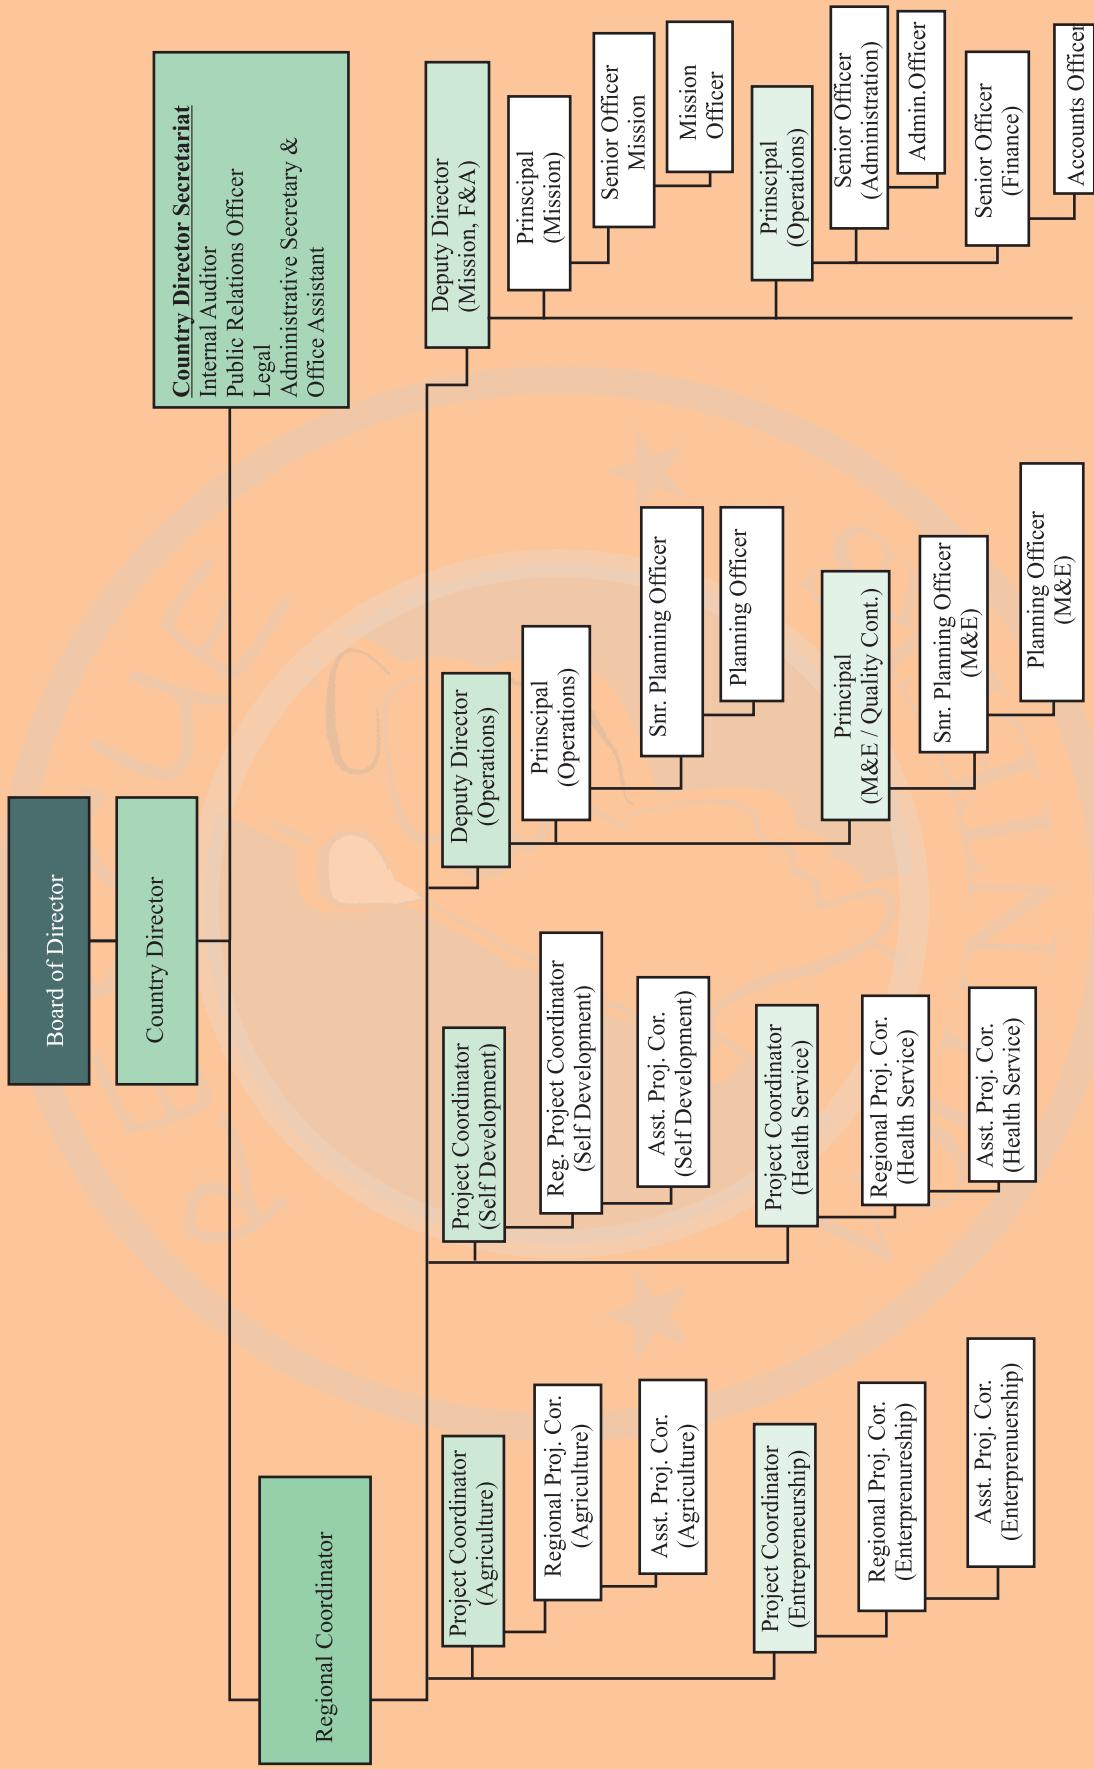 Board of Director
Country Director
Country Director Secretariat
Internal Auditor
Public Relations Officer
Legal
Administrative Secretary &
Office Assistant
Regional Coordinator
Project Coordinator
(Agriculture)
Regional Proj. Cor.
(Agriculture)
Asst. Proj. Cor.
(Agriculture)
Project Coordinator
(Entrepreneurship)
Regional Proj. Cor.
(Enterprenureship)
Asst. Proj. Cor.
(Enterprenuership)
Project Coordinator
(Self Development)
Reg. Project Coordinator
(Self Development)
Asst. Proj. Cor.
(Self Development)
Project Coordinator
(Health Service)
Regional Proj. Cor.
(Health Service)
Asst. Proj. Cor.
(Health Service)
Deputy Director
(Operations)
Prinscipal
(Operations)
Snr. Planning Officer
Planning Officer
Principal
(M&E / Quality Cont.)
Snr. Planning Officer
(M&E)
Planning Officer
(M&E)
Deputy Director
(Mission, F&A)
Prinscipal
(Mission)
Senior Officer
Mission
Mission
Officer
Prinscipal
(Operations)
Senior Officer
(Administration)
Admin.Officer
Senior Officer
(Finance)
Accounts Officer